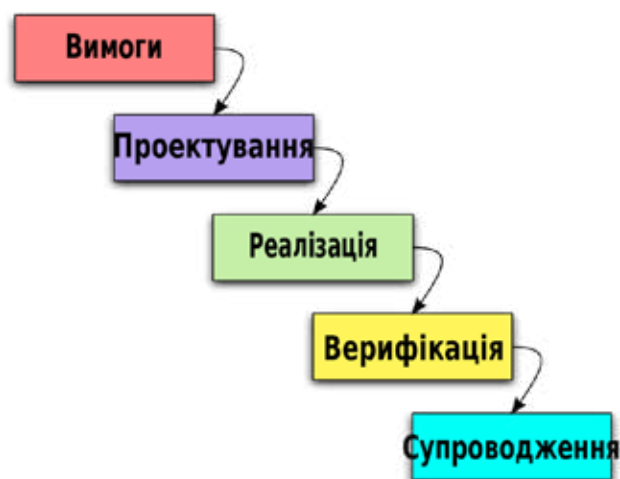 Вимоги
Проектування
Реалізація
Верифікація
Супроводження